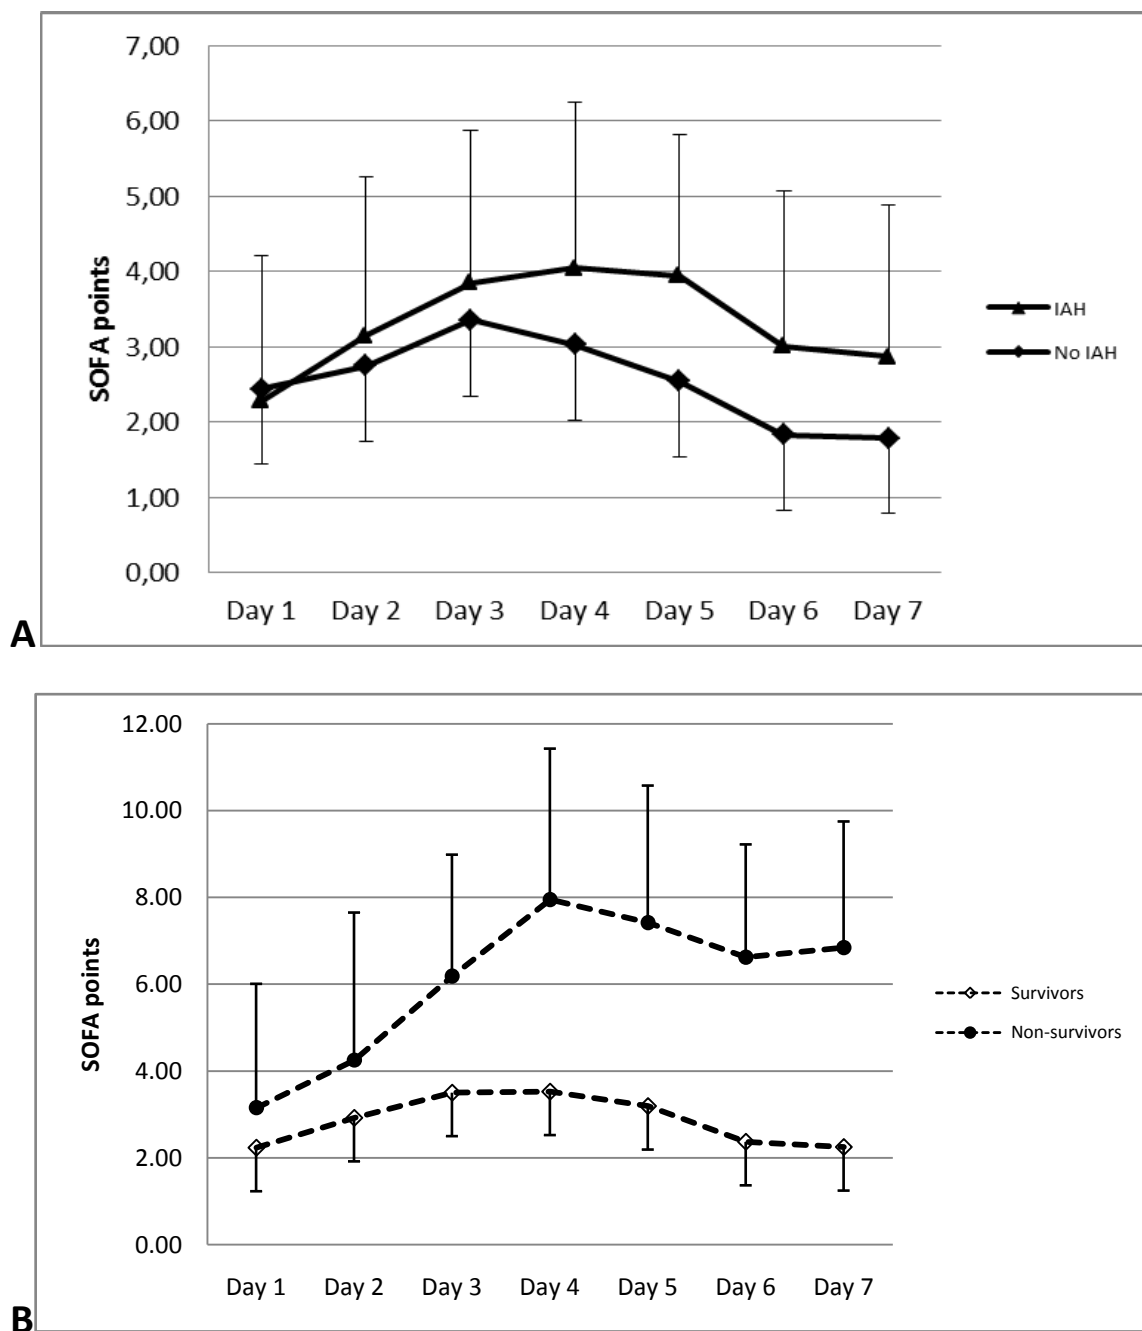 7,00
6,00
5,00
4,00
3,00
2,00
1,00
0,00
SOFA points
Day 1 Day 2 Day 3 Day 4 Day 5 Day 6 Day 7
IAH
No IAH
A
12.00
10.00
8.00
6.00
4.00
2.00
0.00
SOFA points
Day 1 Day 2 Day 3 Day 4 Day 5 Day 6 Day 7
Survivors
Non-survivors
B